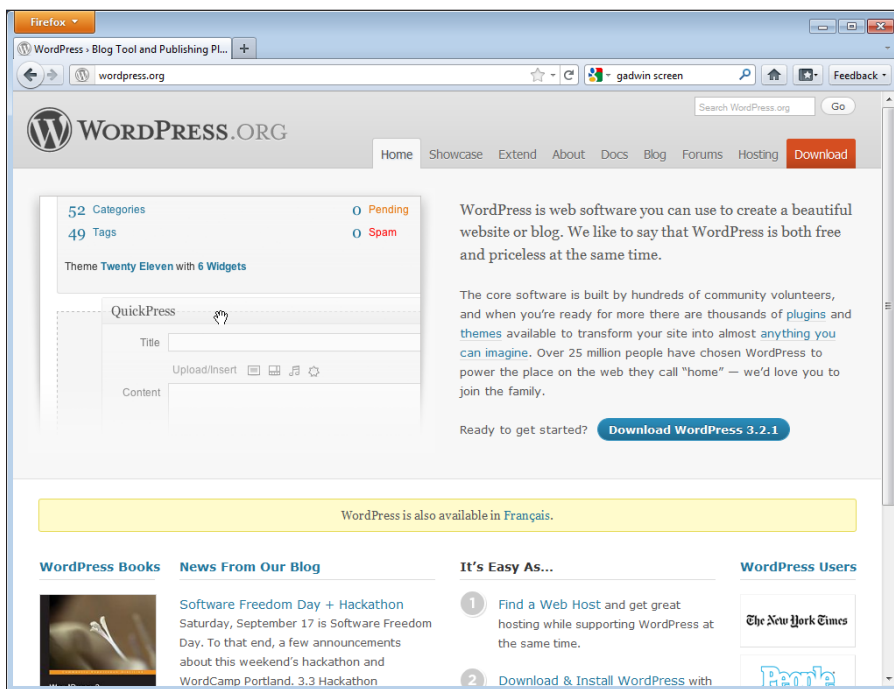 Firefox
WordPress › Blog Tool and Publishing Pl...
wordpress.org
gadwin screen
Feedback
Search WordPress.org
Go
WORDPRESS.ORG
Home Showcase Extend About Docs Blog Forums Hosting Download
52 Categories 0 Pending
49 Tags 0 Spam
Theme Twenty Eleven with 6 Widgets
QuickPress
Title
Upload/Insert
Content
WordPress is web software you can use to create a beautiful
website or blog. We like to say that WordPress is both free
and priceless at the same time.
The core software is built by hundreds of community volunteers,
and when you're ready for more there are thousands of plugins and
themes available to transform your site into almost anything you
can imagine. Over 25 million people have chosen WordPress to
power the place on the web they call “home” — we'd love you to
join the family.
Ready to get started? Download WordPress 3.2.1
WordPress is also available in Français.
WordPress Books
News From Our Blog
Software Freedom Day + Hackathon
Saturday, September 17 is Software Freedom
Day. To that end, a few announcements
about this weekend's hackathon and
WordCamp Portland. 3.3 Hackathon
It's Easy As...
1 Find a Web Host and get great
hosting while supporting WordPress at
the same time.
2 Download & Install WordPress with
WordPress Users
The New York Times
People